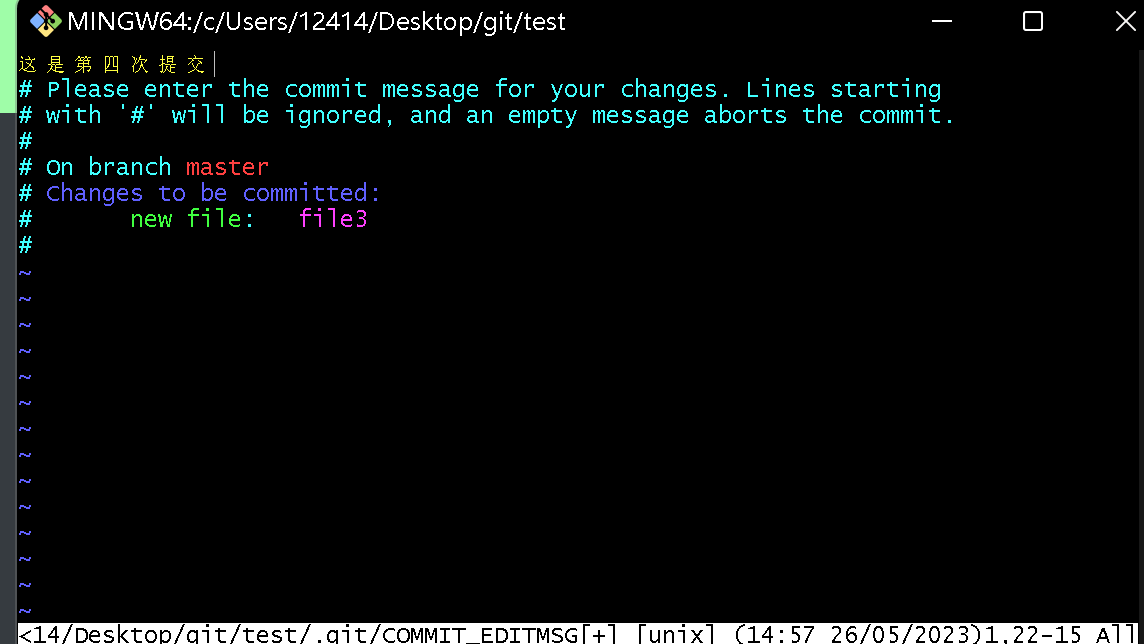 MINGW64:/c/Users/12414/Desktop/git/test
这是第四次提交
# Please enter the commit message for your changes. Lines starting
# with '#' will be ignored, and an empty message aborts the commit.
#
# On branch master
# Changes to be committed:
#       new file:   file3
#
~
~
~
~
~
~
~
~
~
~
~
~
~
~
<14/Desktop/git/test/.git/COMMIT_EDITMSG[+] [unix] (14:57 26/05/2023)1,22-15 All